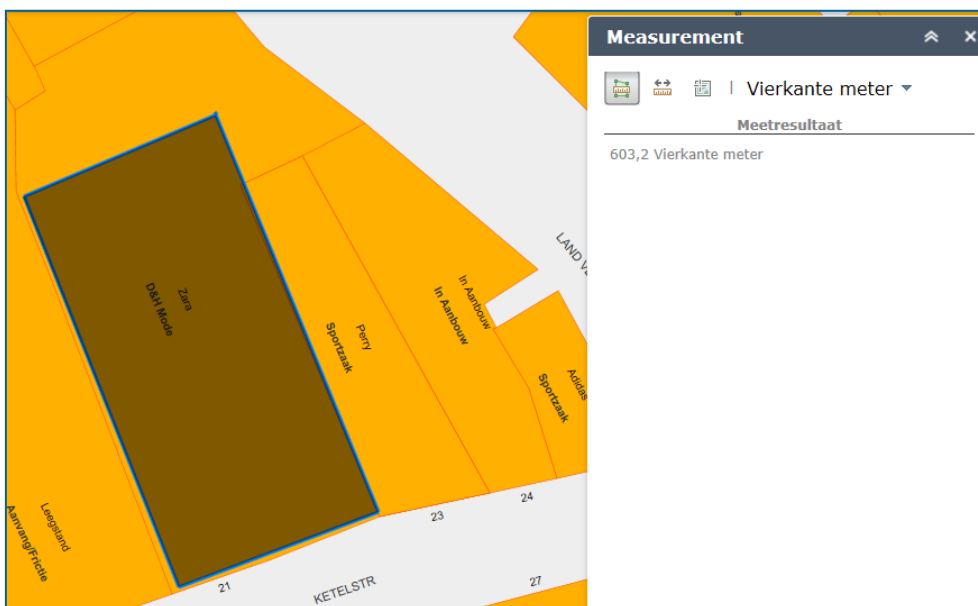 Measurement
Vierkante meter
Meetresultaat
603,2 Vierkante meter
LAND
Zara
D&H Mode
Perry
Sportzaak
In Aanbouw
In Aanbouw
Adidas
Sportzaak
Leegstand
Aanvang/Frictie
21
23
24
27
KETELSTR